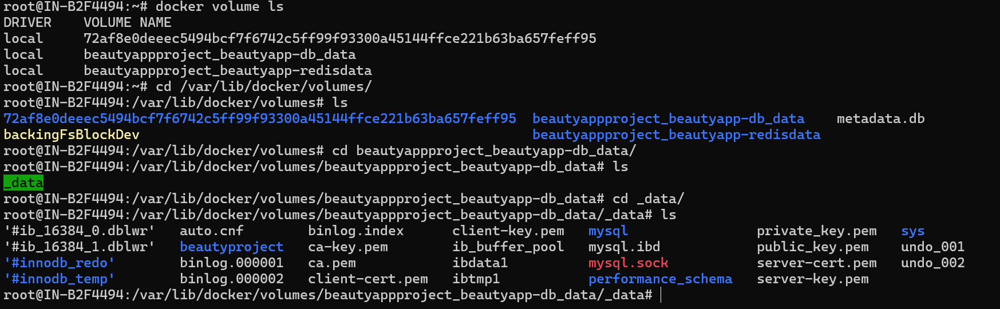 root@IN-B2F4494:~# docker volume ls
DRIVER    VOLUME NAME
local     72af8e0deeec5494bcf7f6742c5ff99f93300a45144ffce221b63ba657feff95
local     beautyappproject_beautyapp-db_data
local     beautyappproject_beautyapp-redisdata
root@IN-B2F4494:~# cd /var/lib/docker/volumes/
root@IN-B2F4494:/var/lib/docker/volumes# ls
72af8e0deeec5494bcf7f6742c5ff99f93300a45144ffce221b63ba657feff95  beautyappproject_beautyapp-db_data    metadata.db
backingFsBlockDev                                                 beautyappproject_beautyapp-redisdata
root@IN-B2F4494:/var/lib/docker/volumes# cd beautyappproject_beautyapp-db_data/
root@IN-B2F4494:/var/lib/docker/volumes/beautyappproject_beautyapp-db_data# ls
_data
root@IN-B2F4494:/var/lib/docker/volumes/beautyappproject_beautyapp-db_data# cd _data/
root@IN-B2F4494:/var/lib/docker/volumes/beautyappproject_beautyapp-db_data/_data# ls
'#ib_16384_0.dblwr'   auto.cnf        binlog.index      client-key.pem   mysql                private_key.pem   sys
'#ib_16384_1.dblwr'   beautyproject   ca-key.pem        ib_buffer_pool   mysql.ibd            public_key.pem    undo_001
'#innodb_redo'        binlog.000001   ca.pem            ibdata1          mysql.sock           server-cert.pem   undo_002
'#innodb_temp'        binlog.000002   client-cert.pem   ibtmp1           performance_schema   server-key.pem
root@IN-B2F4494:/var/lib/docker/volumes/beautyappproject_beautyapp-db_data/_data#